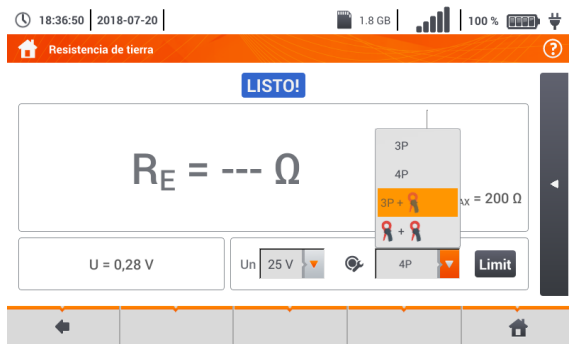 18:36:50 2018-07-20 1.8 GB 100 %
Resistencia de tierra ?
LISTO!
3P
4P
3P +
+
RE = --- Ω
= 200 Ω
U = 0,28 V
Un 25 V 4P Limit